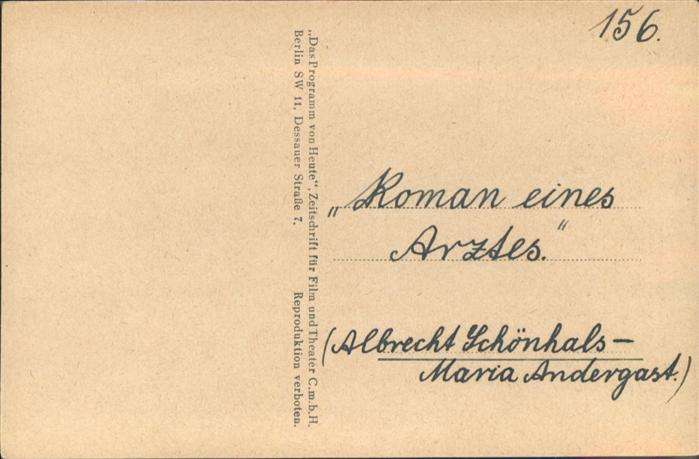 156.
„Das Programm von Heute“, Zeitschrift für Film und Theater G.m.b.H.
Berlin SW 11, Dessauer Straße 7. Reproduktion verboten.
„Roman eines
Arztes.“
(Albrecht Schönhals–
Maria Andergast.)